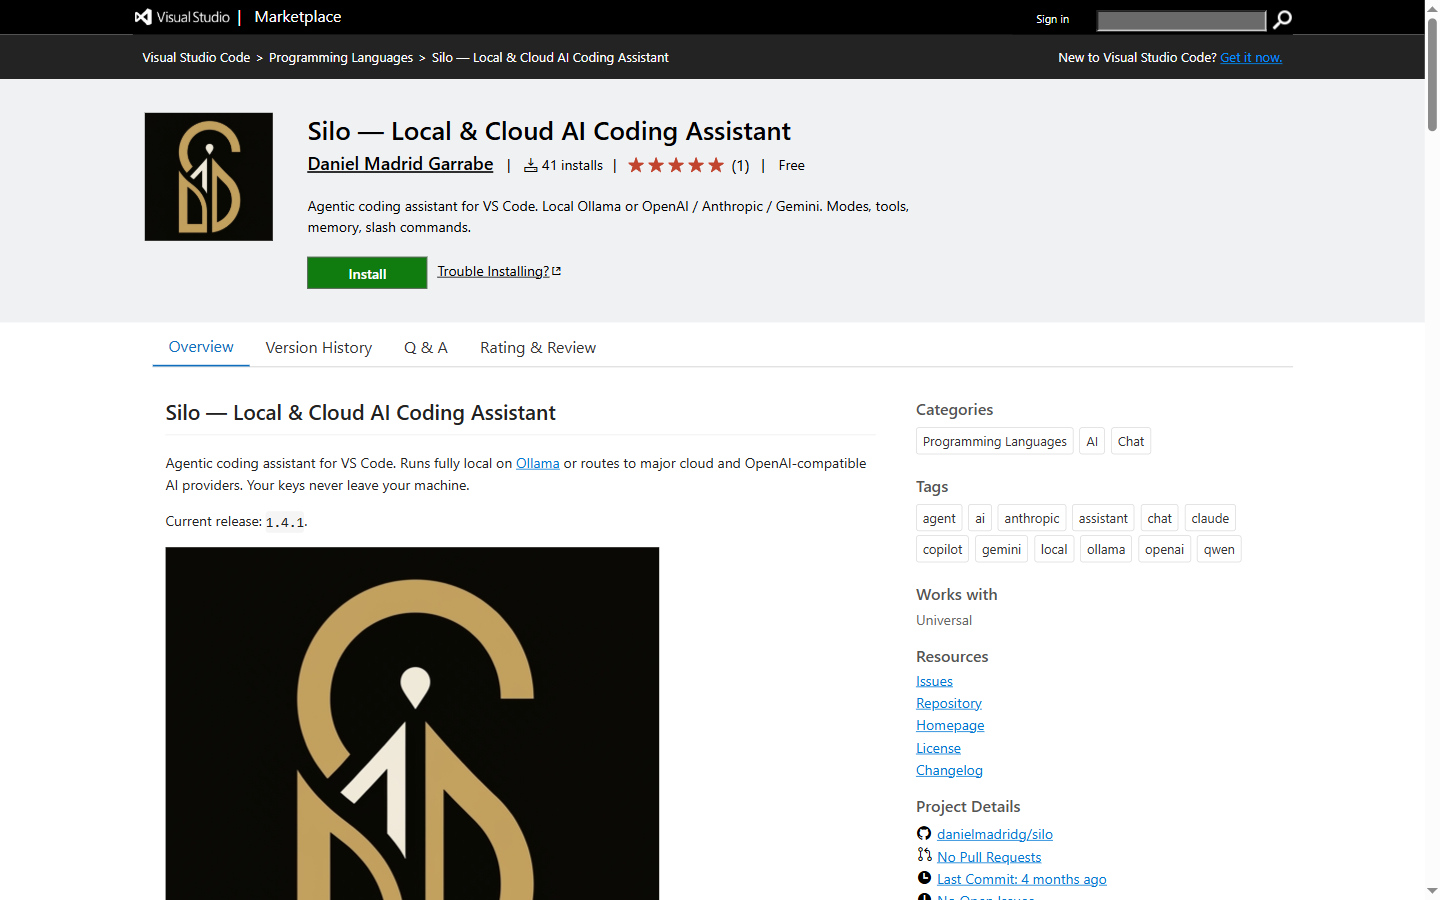 Visual Studio | Marketplace
Sign in
Visual Studio Code > Programming Languages > Silo — Local & Cloud AI Coding Assistant
New to Visual Studio Code? Get it now.
Silo — Local & Cloud AI Coding Assistant
Daniel Madrid Garrabe | 41 installs | (1) | Free
Agentic coding assistant for VS Code. Local Ollama or OpenAI / Anthropic / Gemini. Modes, tools,
memory, slash commands.
Install
Trouble Installing?
Overview
Version History
Q & A
Rating & Review
Silo — Local & Cloud AI Coding Assistant
Agentic coding assistant for VS Code. Runs fully local on Ollama or routes to major cloud and OpenAI-compatible
AI providers. Your keys never leave your machine.
Current release: 1.4.1.
Categories
Programming Languages
AI
Chat
Tags
agent
ai
anthropic
assistant
chat
claude
copilot
gemini
local
ollama
openai
qwen
Works with
Universal
Resources
Issues
Repository
Homepage
License
Changelog
Project Details
danielmadridg/silo
No Pull Requests
Last Commit: 4 months ago
No Open Issues